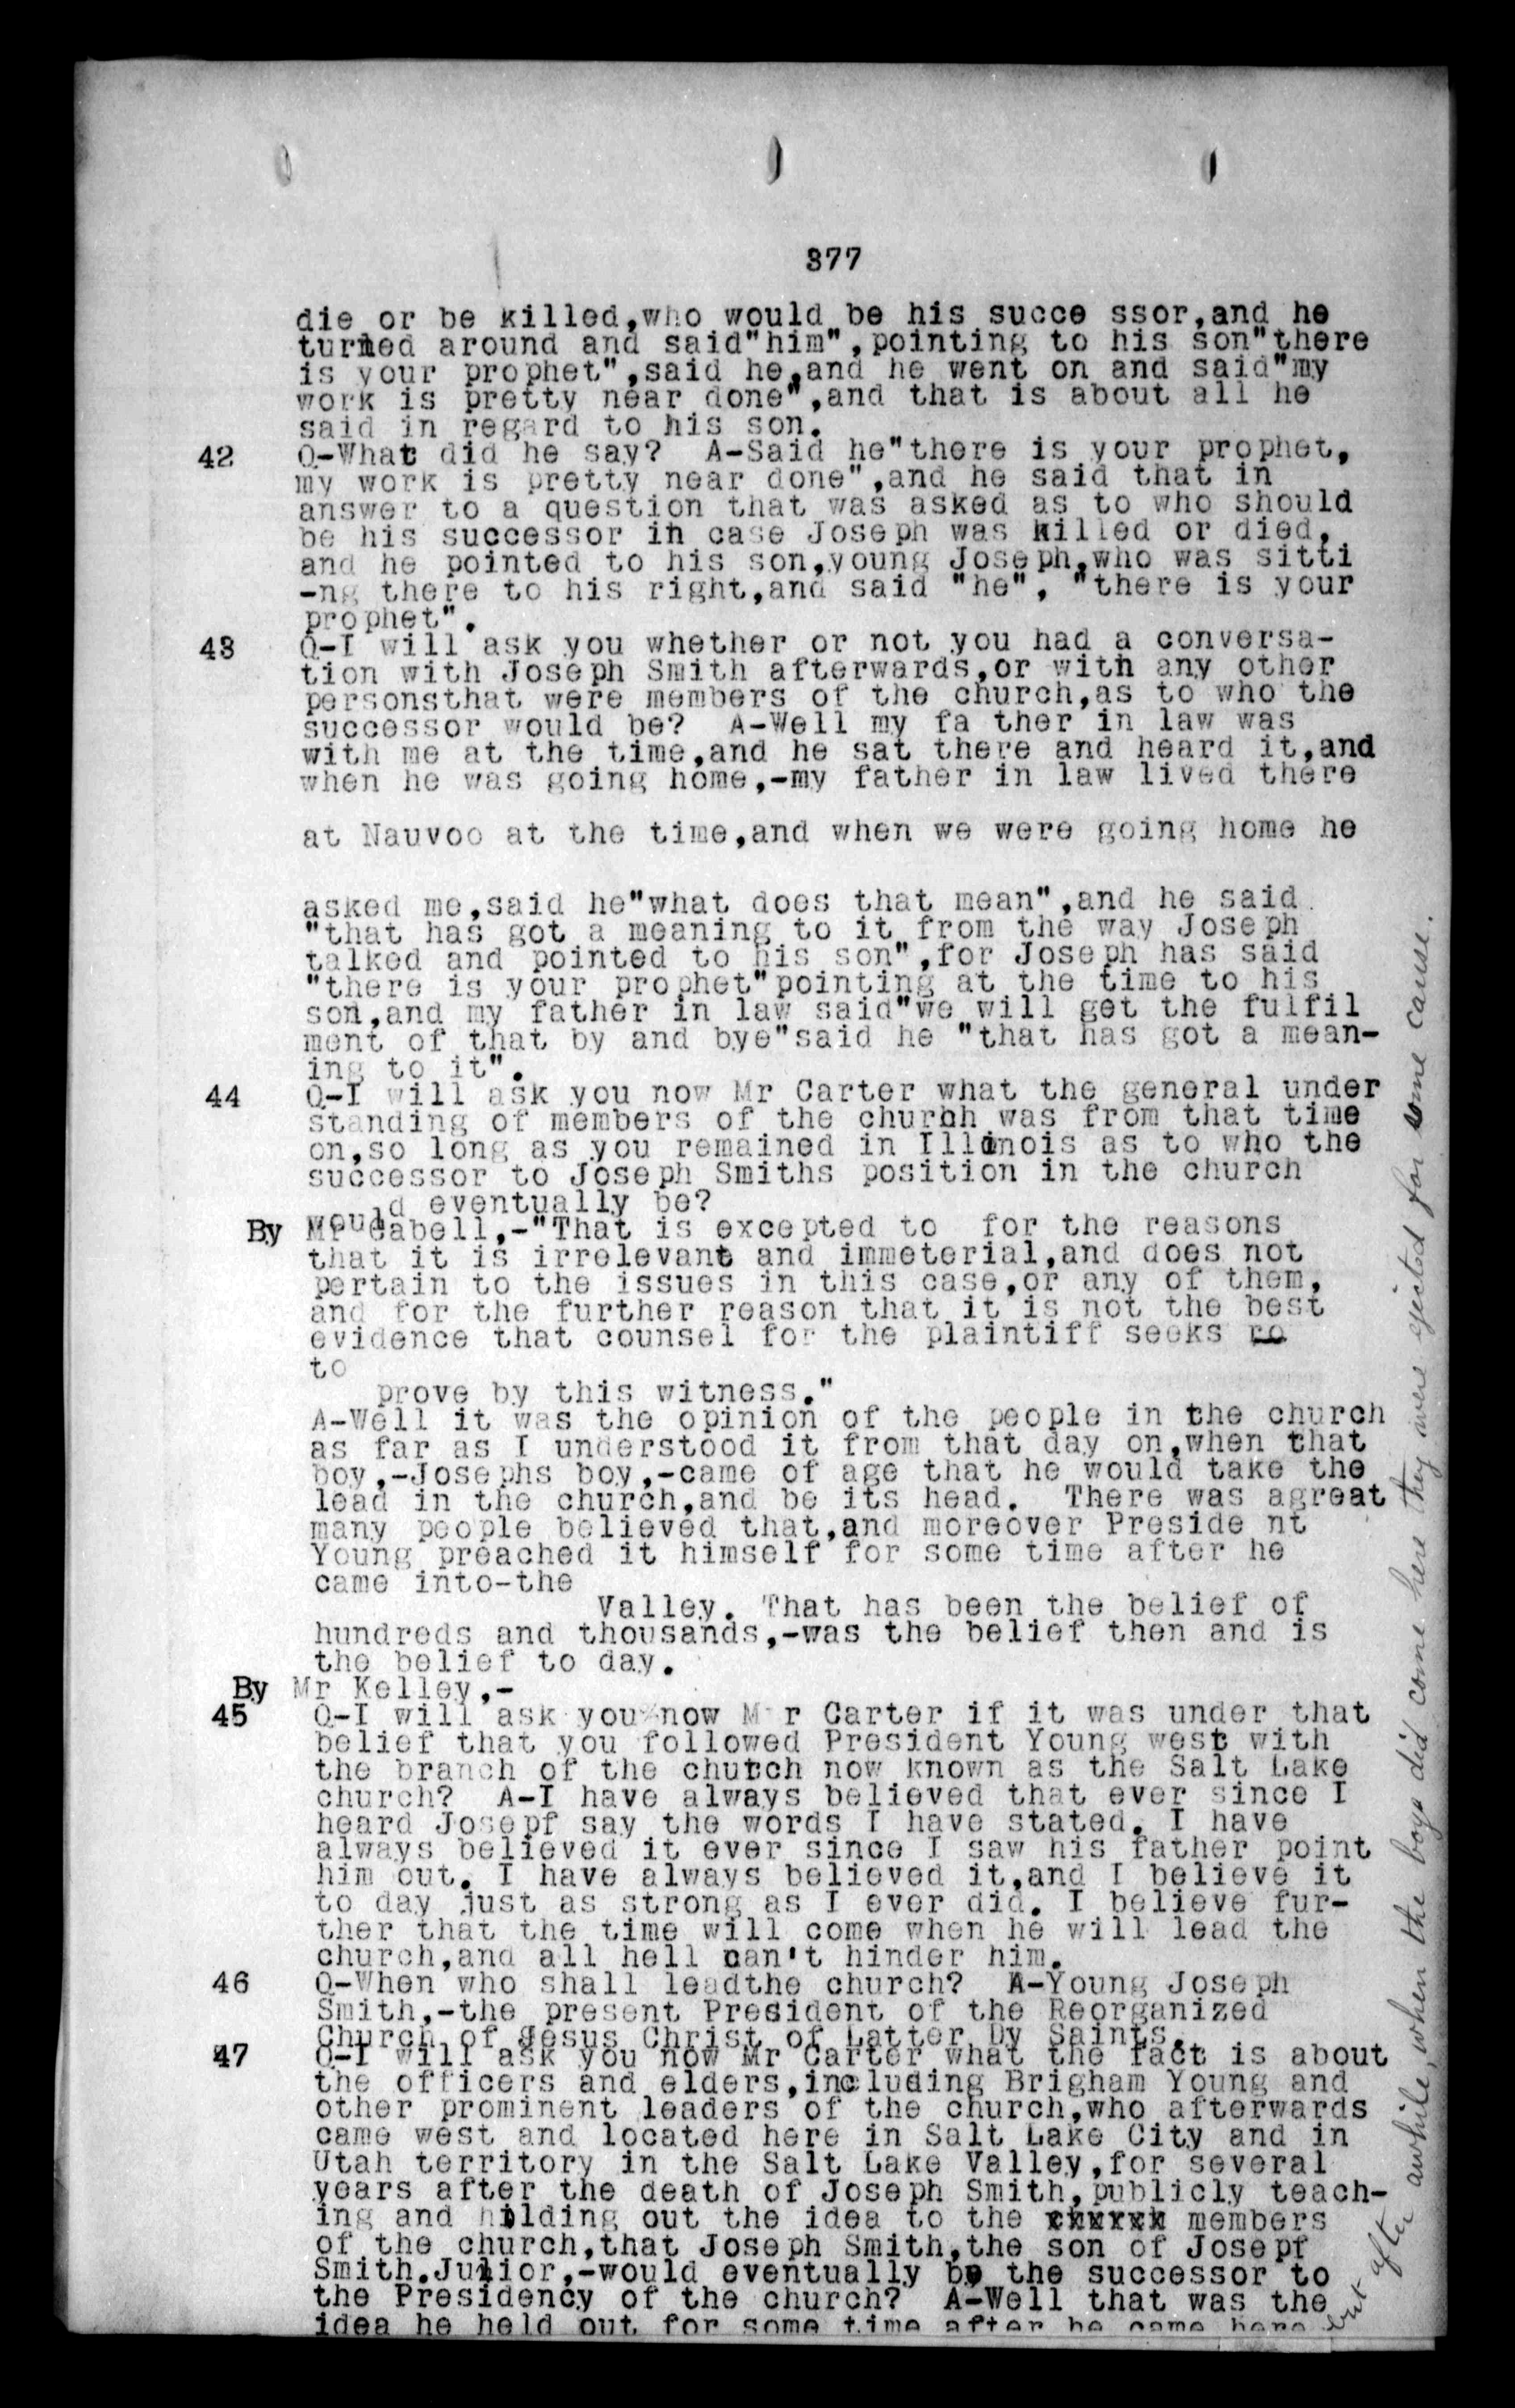 377
die or be killed,who would be his succe ssor,and he
turned around and said"him",pointing to his son"there
is your prophet",said he,and he went on and said"my
work is pretty near done",and that is about all he
said in regard to his son.
42 Q-What did he say? A-Said he"there is your prophet,
my work is pretty near done",and he said that in
answer to a question that was asked as to who should
be his successor in case Joseph was killed or died,
and he pointed to his son,young Joseph,who was sitti
-ng there to his right,and said "he", "there is your
prophet".
43 Q-I will ask you whether or not you had a conversa-
tion with Joseph Smith afterwards,or with any other
personsthat were members of the church,as to who the
successor would be? A-Well my fa ther in law was
with me at the time,and he sat there and heard it,and
when he was going home,-my father in law lived there
at Nauvoo at the time,and when we were going home he
asked me,said he"what does that mean",and he said
"that has got a meaning to it from the way Joseph
talked and pointed to his son",for Joseph has said
"there is your prophet"pointing at the time to his
son,and my father in law said"we will get the fulfil
ment of that by and bye"said he "that has got a mean-
ing to it".
44 Q-I will ask you now Mr Carter what the general under
standing of members of the churhh was from that time
on,so long as you remained in Illinois as to who the
successor to Joseph Smiths position in the church
would eventually be?
By Mr Cabell,-"That is excepted to for the reasons
that it is irrelevant and immeterial,and does not
pertain to the issues in this case,or any of them,
and for the further reason that it is not the best
evidence that counsel for the plaintiff seeks ro
to
prove by this witness."
A-Well it was the opinion of the people in the church
as far as I understood it from that day on,when that
boy,-Josephs boy,-came of age that he would take the
lead in the church,and be its head. There was agreat
many people believed that,and moreover Preside nt
Young preached it himself for some time after he
came into-the
Valley. That has been the belief of
hundreds and thousands,-was the belief then and is
the belief to day.
By Mr Kelley,-
45 Q-I will ask you now M r Carter if it was under that
belief that you followed President Young west with
the branch of the chutch now known as the Salt Lake
church? A-I have always believed that ever since I
heard Josepf say the words I have stated. I have
always believed it ever since I saw his father point
him out. I have always believed it,and I believe it
to day just as strong as I ever did. I believe fur-
ther that the time will come when he will lead the
church,and all hell can't hinder him.
46 Q-When who shall leadthe church? A-Young Joseph
Smith,-the present President of the Reorganized
Church of Jesus Christ of Latter Dy Saints.
47 Q-I will ask you now Mr Carter what the fact is about
the officers and elders,including Brigham Young and
other prominent leaders of the church,who afterwards
came west and located here in Salt Lake City and in
Utah territory in the Salt Lake Valley,for several
years after the death of Joseph Smith,publicly teach-
ing and hilding out the idea to the members
of the church,that Joseph Smith,the son of Josepf
Smith.Junior,-would eventually be the successor to
the Presidency of the church? A-Well that was the
idea he held out for some time after he came here
but after awhile, when the boys did come here they were ejected for some cause.